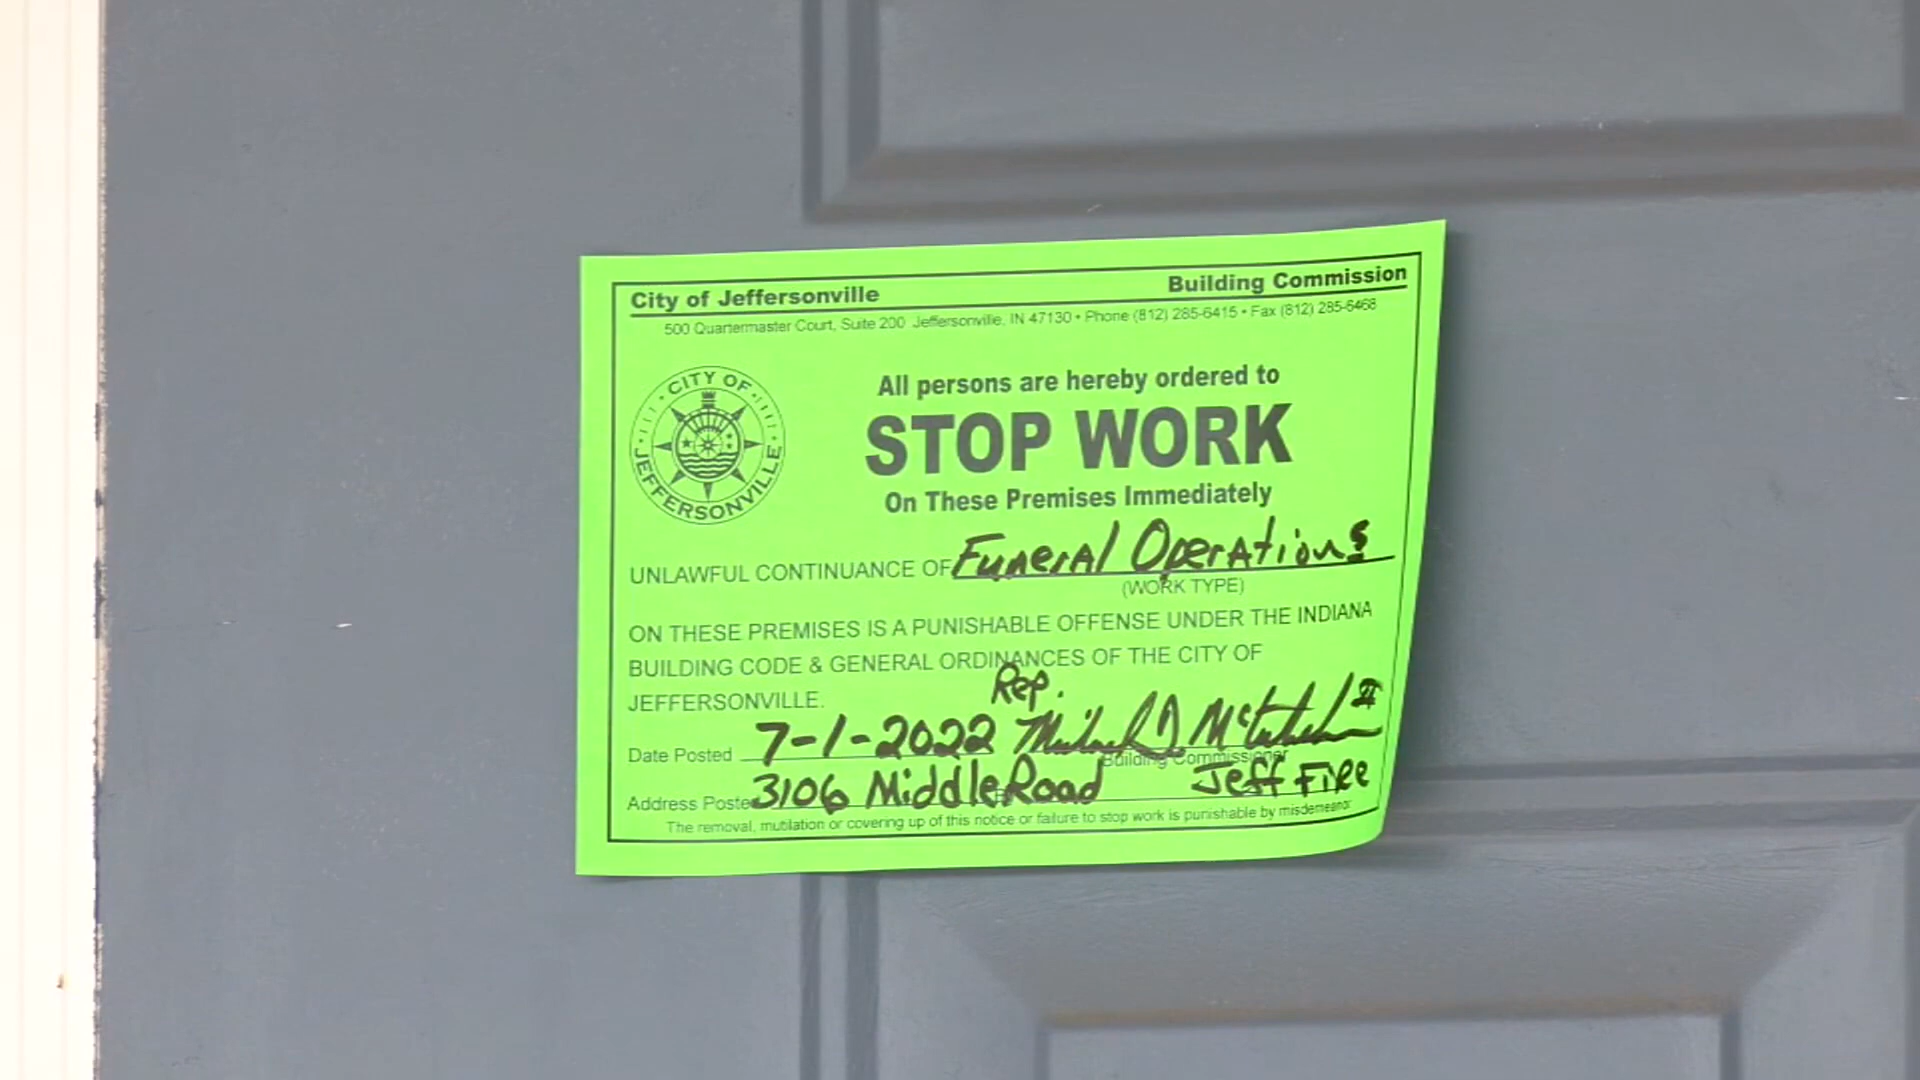 City of Jeffersonville Building Commission
500 Quartermaster Court, Suite 200 Jeffersonville, IN 47130 • Phone (812) 285-6415 • Fax (812) 285-6468
CITY OF JEFFERSONVILLE
All persons are hereby ordered to
STOP WORK
On These Premises Immediately
UNLAWFUL CONTINUANCE OF Funeral Operations
(WORK TYPE)
ON THESE PREMISES IS A PUNISHABLE OFFENSE UNDER THE INDIANA
BUILDING CODE & GENERAL ORDINANCES OF THE CITY OF
JEFFERSONVILLE.
Rep.
Date Posted 7-1-2022 II
Building Commissioner
Address Poste 3106 Middle Road Jeff Fire
The removal, mutilation or covering up of this notice or failure to stop work is punishable by misdemeanor